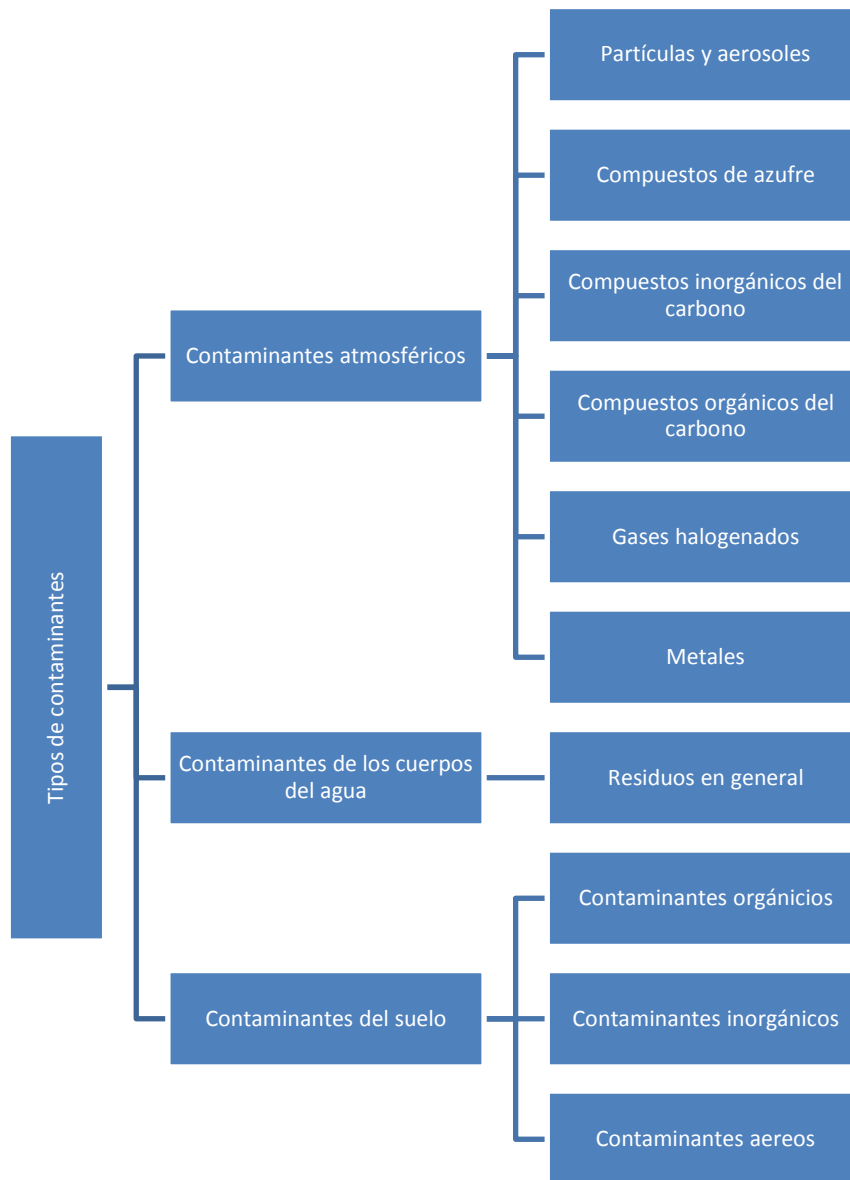 Tipos de contaminantes
Contaminantes atmosféricos
Partículas y aerosoles
Compuestos de azufre
Compuestos inorgánicos del
carbono
Compuestos orgánicos del
carbono
Gases halogenados
Metales
Contaminantes de los cuerpos
del agua
Residuos en general
Contaminantes del suelo
Contaminantes orgánicios
Contaminantes inorgánicos
Contaminantes aereos